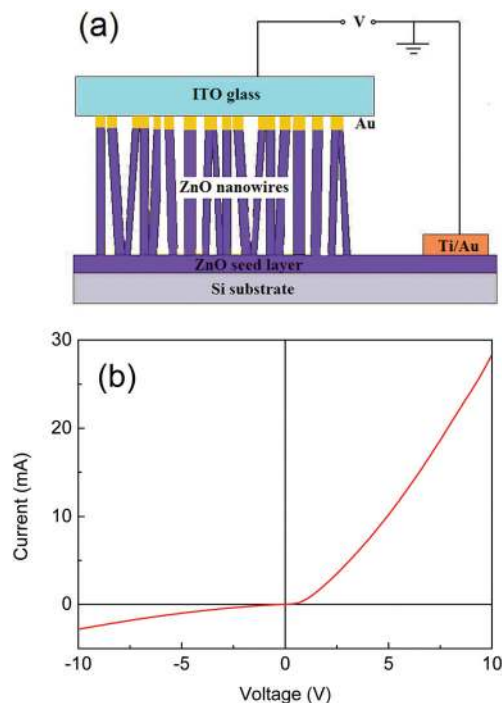 (a)
V
ITO glass
Au
ZnO nanowires
Ti/Au
ZnO seed layer
Si substrate
(b)
30
20
10
0
-10
-5
0
5
10
Current (mA)
Voltage (V)